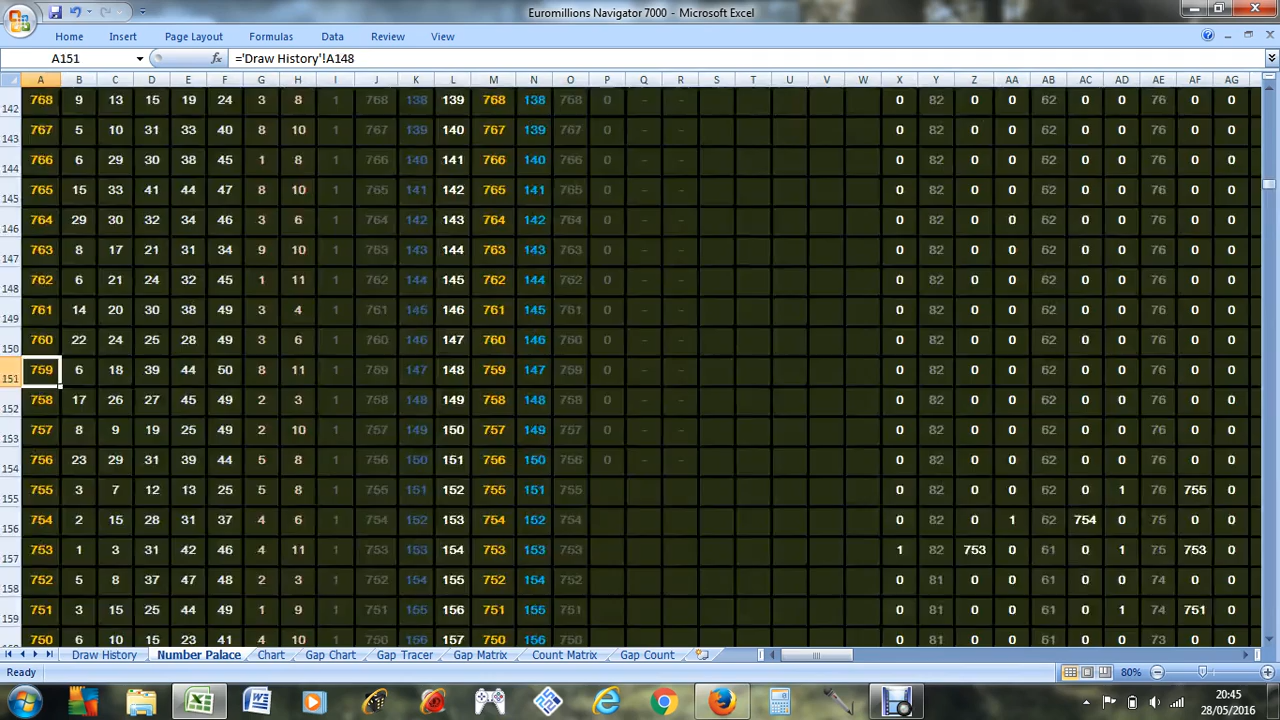 Euromillions Navigator 7000 - Microsoft Excel
Home Insert Page Layout Formulas Data Review View
A151 fx ='Draw History'!A148
A B C D E F G H I J K L M N O P Q R S T U V W X Y Z AA AB AC AD AE AF AG
142 768 9 13 15 19 24 3 8 1 768 138 139 768 138 768 0 - - 0 82 0 0 62 0 0 76 0 0
143 767 5 10 31 33 40 8 10 1 767 139 140 767 139 767 0 - - 0 82 0 0 62 0 0 76 0 0
144 766 6 29 30 38 45 1 8 1 766 140 141 766 140 766 0 - - 0 82 0 0 62 0 0 76 0 0
145 765 15 33 41 44 47 8 10 1 765 141 142 765 141 765 0 - - 0 82 0 0 62 0 0 76 0 0
146 764 29 30 32 34 46 3 6 1 764 142 143 764 142 764 0 - - 0 82 0 0 62 0 0 76 0 0
147 763 8 17 21 31 34 9 10 1 763 143 144 763 143 763 0 - - 0 82 0 0 62 0 0 76 0 0
148 762 6 21 24 32 45 1 11 1 762 144 145 762 144 762 0 - - 0 82 0 0 62 0 0 76 0 0
149 761 14 20 30 38 49 3 4 1 761 145 146 761 145 761 0 - - 0 82 0 0 62 0 0 76 0 0
150 760 22 24 25 28 49 3 6 1 760 146 147 760 146 760 0 - - 0 82 0 0 62 0 0 76 0 0
151 759 6 18 39 44 50 8 11 1 759 147 148 759 147 759 0 - - 0 82 0 0 62 0 0 76 0 0
152 758 17 26 27 45 49 2 3 1 758 148 149 758 148 758 0 - - 0 82 0 0 62 0 0 76 0 0
153 757 8 9 19 25 49 2 10 1 757 149 150 757 149 757 0 - - 0 82 0 0 62 0 0 76 0 0
154 756 23 29 31 39 44 5 8 1 756 150 151 756 150 756 0 - - 0 82 0 0 62 0 0 76 0 0
155 755 3 7 12 13 25 5 8 1 755 151 152 755 151 755 0 82 0 0 62 0 1 76 755 0
156 754 2 15 28 31 37 4 6 1 754 152 153 754 152 754 0 82 0 1 62 754 0 75 0 0
157 753 1 3 31 42 46 4 11 1 753 153 154 753 153 753 1 82 753 0 61 0 1 75 753 0
158 752 5 8 37 47 48 2 3 1 752 154 155 752 154 752 0 81 0 0 61 0 0 74 0 0
159 751 3 15 25 44 49 1 9 1 751 155 156 751 155 751 0 81 0 0 61 0 1 74 751 0
750 6 10 15 23 41 4 10 1 750 156 157 750 156 750 0 81 0 0 61 0 0 73 0 0
Draw History Number Palace Chart Gap Chart Gap Tracer Gap Matrix Count Matrix Gap Count
Ready 80%
20:45
28/05/2016